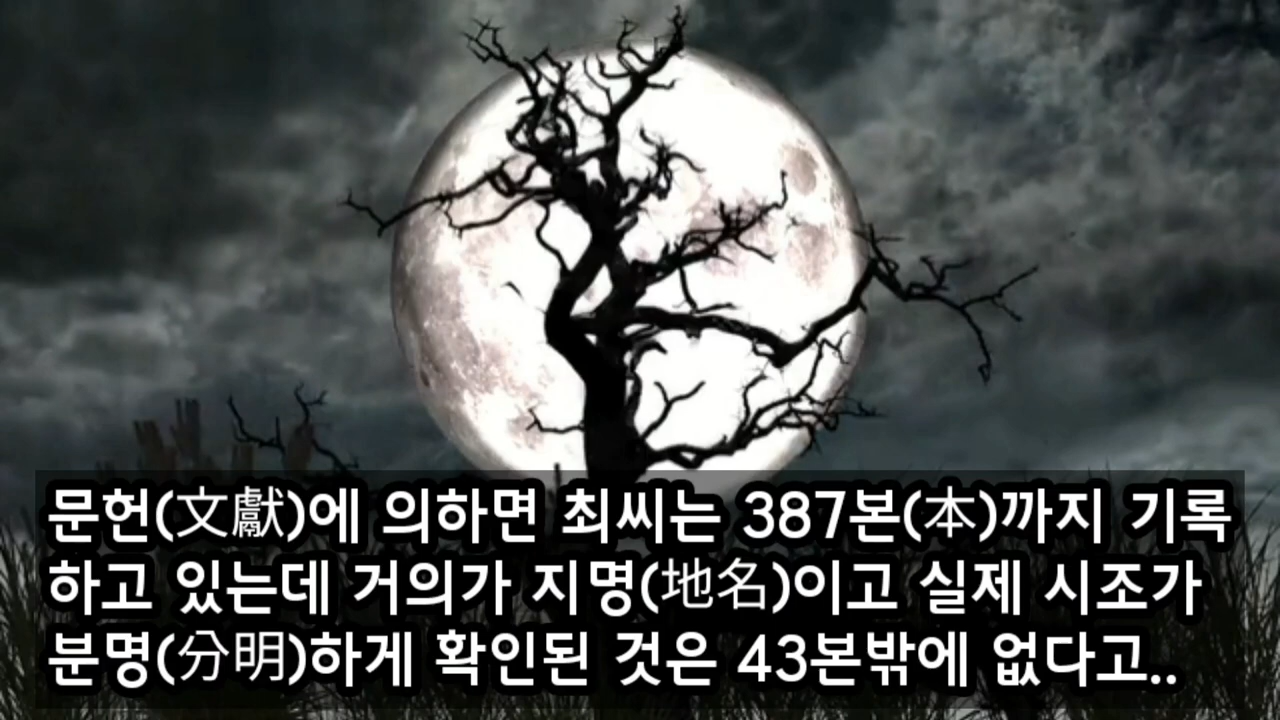 문헌(文獻)에 의하면 최씨는 387본(本)까지 기록
하고 있는데 거의가 지명(地名)이고 실제 시조가
분명(分明)하게 확인된 것은 43본밖에 없다고..